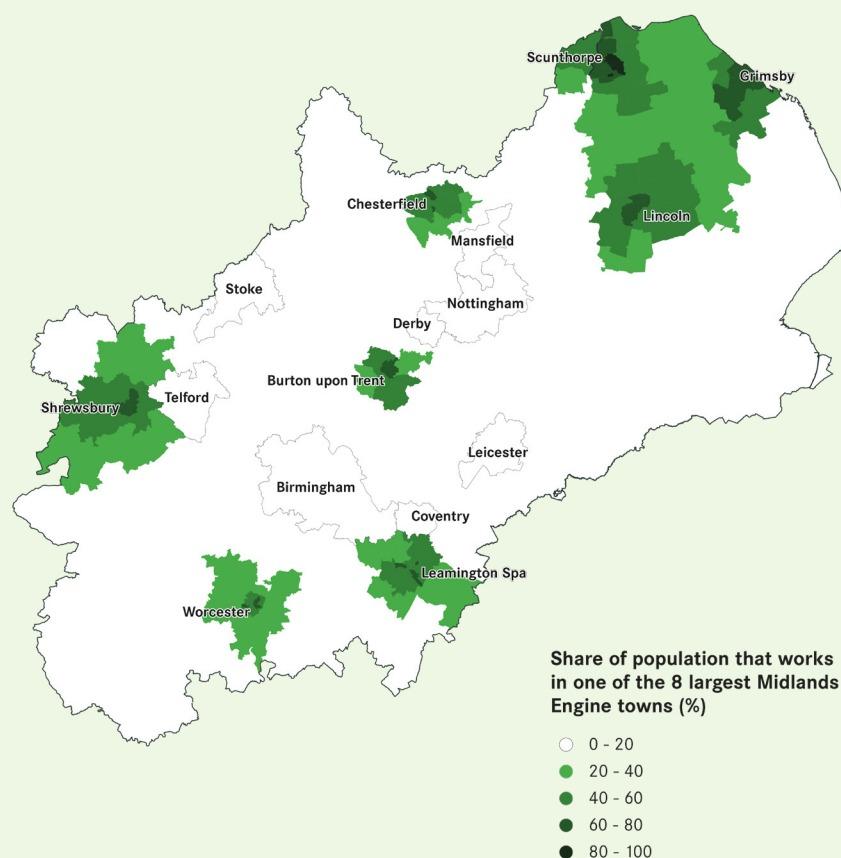 Scunthorpe
Grimsby
Chesterfield
Lincoln
Mansfield
Stoke
Nottingham
Derby
Burton upon Trent
Telford
Shrewsbury
Leicester
Birmingham
Coventry
Leamington Spa
Worcester
Share of population that works
in one of the 8 largest Midlands
Engine towns (%)
0 - 20
20 - 40
40 - 60
60 - 80
80 - 100